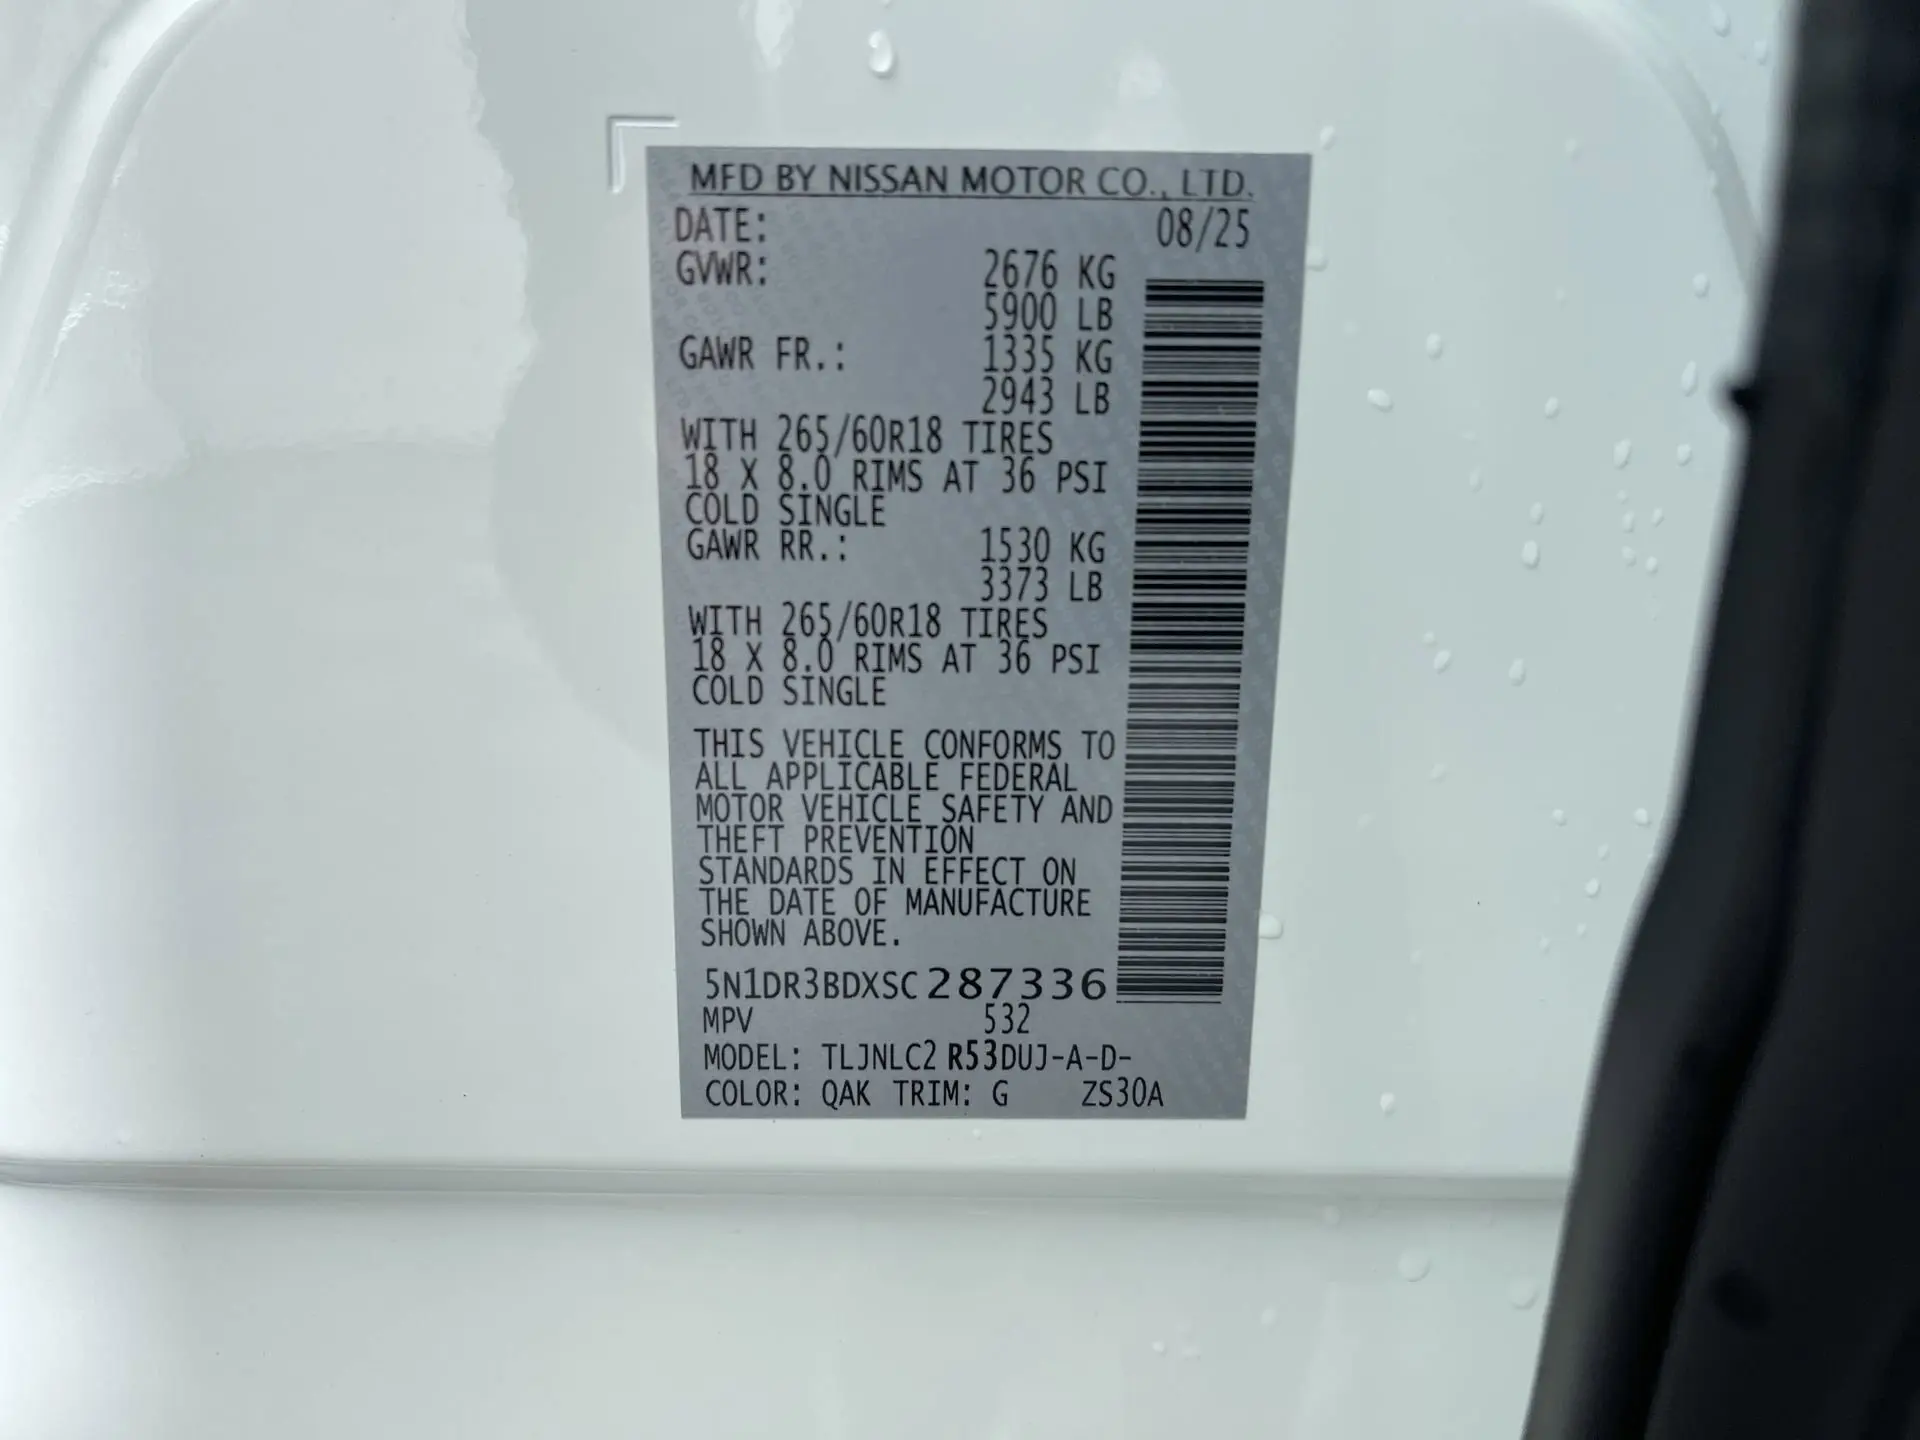 MFD BY NISSAN MOTOR CO., LTD.
DATE: 08/25
GVWR: 2676 KG
5900 LB
GAWR FR.: 1335 KG
2943 LB
WITH 265/60R18 TIRES
18 X 8.0 RIMS AT 36 PSI
COLD SINGLE
GAWR RR.: 1530 KG
3373 LB
WITH 265/60R18 TIRES
18 X 8.0 RIMS AT 36 PSI
COLD SINGLE
THIS VEHICLE CONFORMS TO
ALL APPLICABLE FEDERAL
MOTOR VEHICLE SAFETY AND
THEFT PREVENTION
STANDARDS IN EFFECT ON
THE DATE OF MANUFACTURE
SHOWN ABOVE.
5N1DR3BDXSC287336
MPV 532
MODEL: TLJNLC2 R53DUJ-A-D-
COLOR: QAK TRIM: G ZS30A